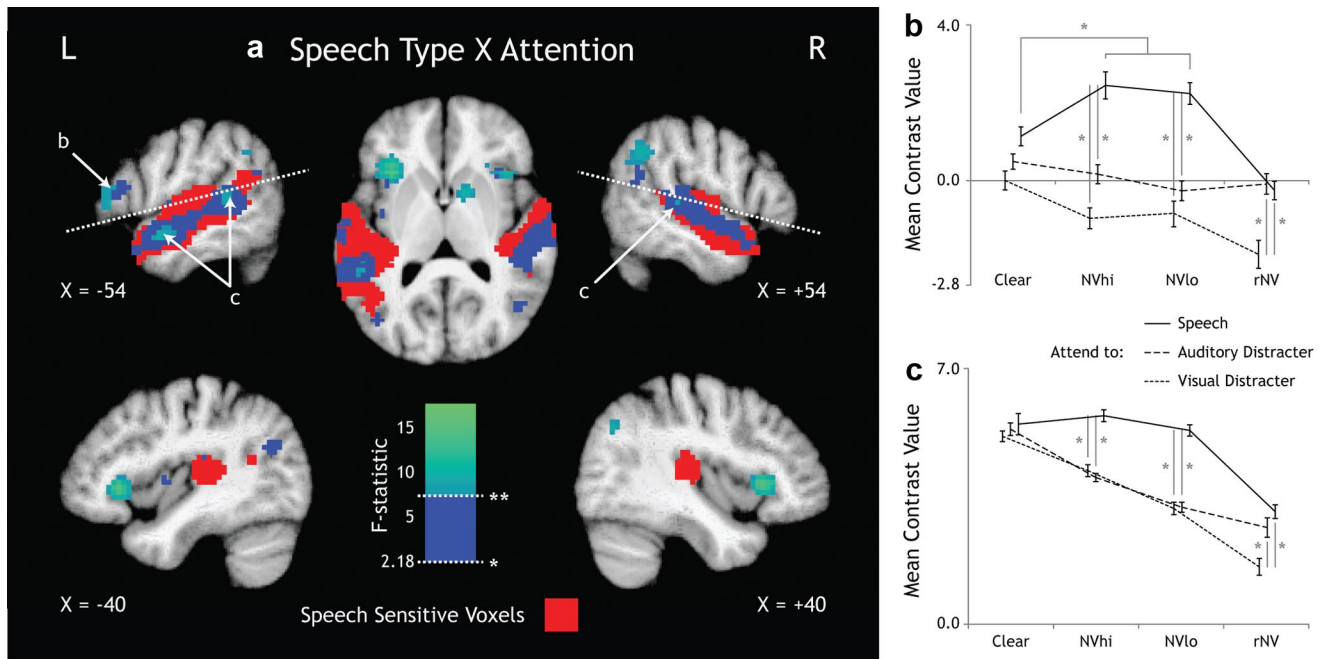 L
a Speech Type X Attention
R
b
c
X = -54
c
X = +54
F-statistic
15
10
5
2.18
**
*
X = -40
X = +40
Speech Sensitive Voxels
b
Mean Contrast Value
4.0
0.0
-2.8
*
* *
* *
* *
Clear
NVhi
NVlo
rNV
Attend to:
Speech
Auditory Distracter
Visual Distracter
c
Mean Contrast Value
7.0
0.0
* *
* *
* *
Clear
NVhi
NVlo
rNV